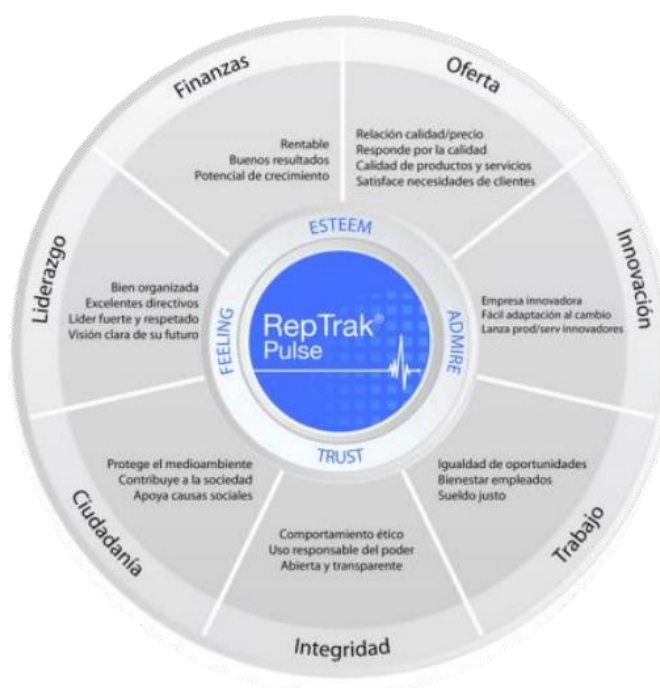 Finanzas
Rentable
Buenos resultados
Potencial de crecimiento
Oferta
Relación calidad/precio
Responde por la calidad
Calidad de productos y servicios
Satisface necesidades de clientes
Innovación
Empresa innovadora
Fácil adaptación al cambio
Lanza prod/serv innovadores
Trabajo
Igualdad de oportunidades
Bienestar empleados
Sueldo justo
Integridad
Comportamiento ético
Uso responsable del poder
Abierta y transparente
Ciudadanía
Protege el medioambiente
Contribuye a la sociedad
Apoya causas sociales
Liderazgo
Bien organizada
Excelentes directivos
Lider fuerte y respetado
Visión clara de su futuro
ESTEEM
ADMIRE
TRUST
FEELING
RepTrak®
Pulse